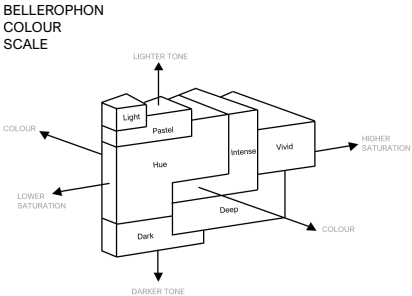 BELLEROPHON
COLOUR
SCALE
LIGHTER TONE
Light
Pastel
COLOUR
Hue
Intense
Vivid
HIGHER
SATURATION
LOWER
SATURATION
Deep
COLOUR
Dark
DARKER TONE